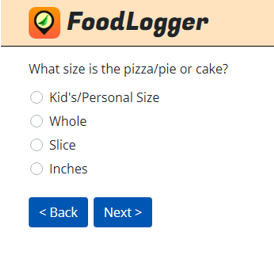 FoodLogger
What size is the pizza/pie or cake?
Kid's/Personal Size
Whole
Slice
Inches
< Back Next >